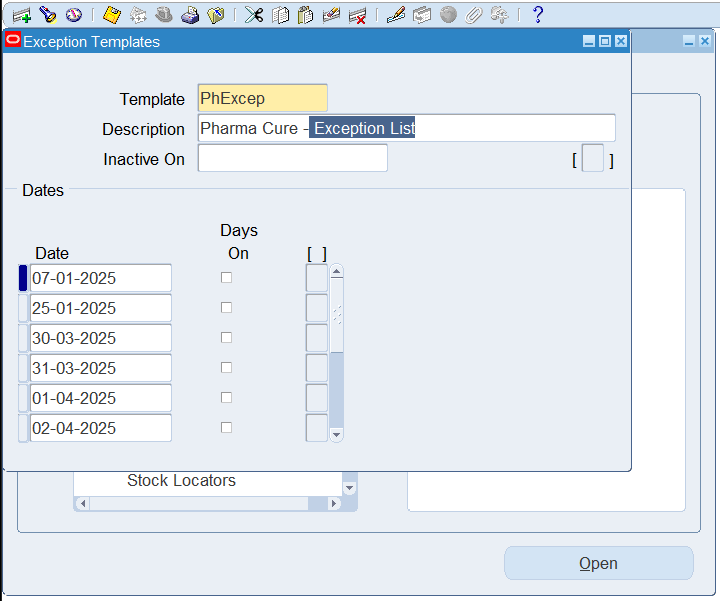 Exception Templates
Template PhExcep
Description Pharma Cure - Exception List
Inactive On
[ ]
Dates
Days
Date On [ ]
07-01-2025
25-01-2025
30-03-2025
31-03-2025
01-04-2025
02-04-2025
Stock Locators
Open